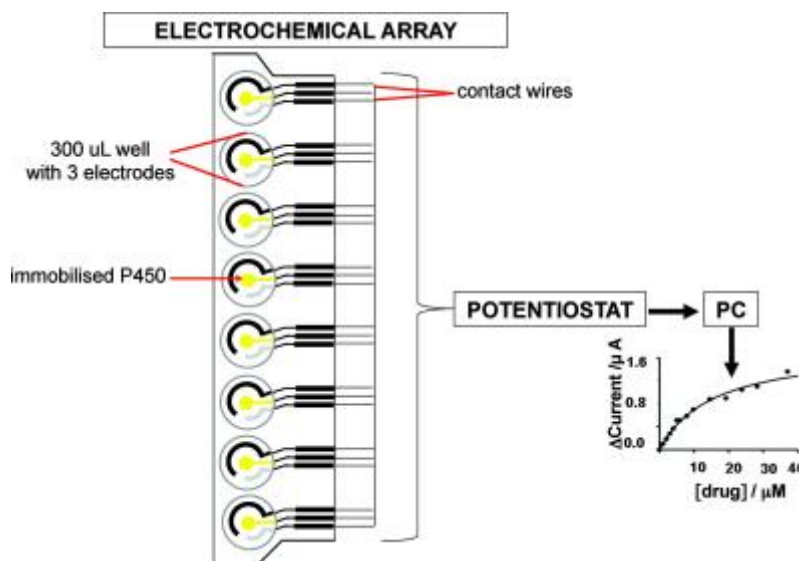 ELECTROCHEMICAL ARRAY
contact wires
300 uL well
with 3 electrodes
immobilised P450
POTENTIOSTAT
PC
ΔCurrent /μ A
1.6
0.8
0.0
10 20 30 40
[drug] / μM